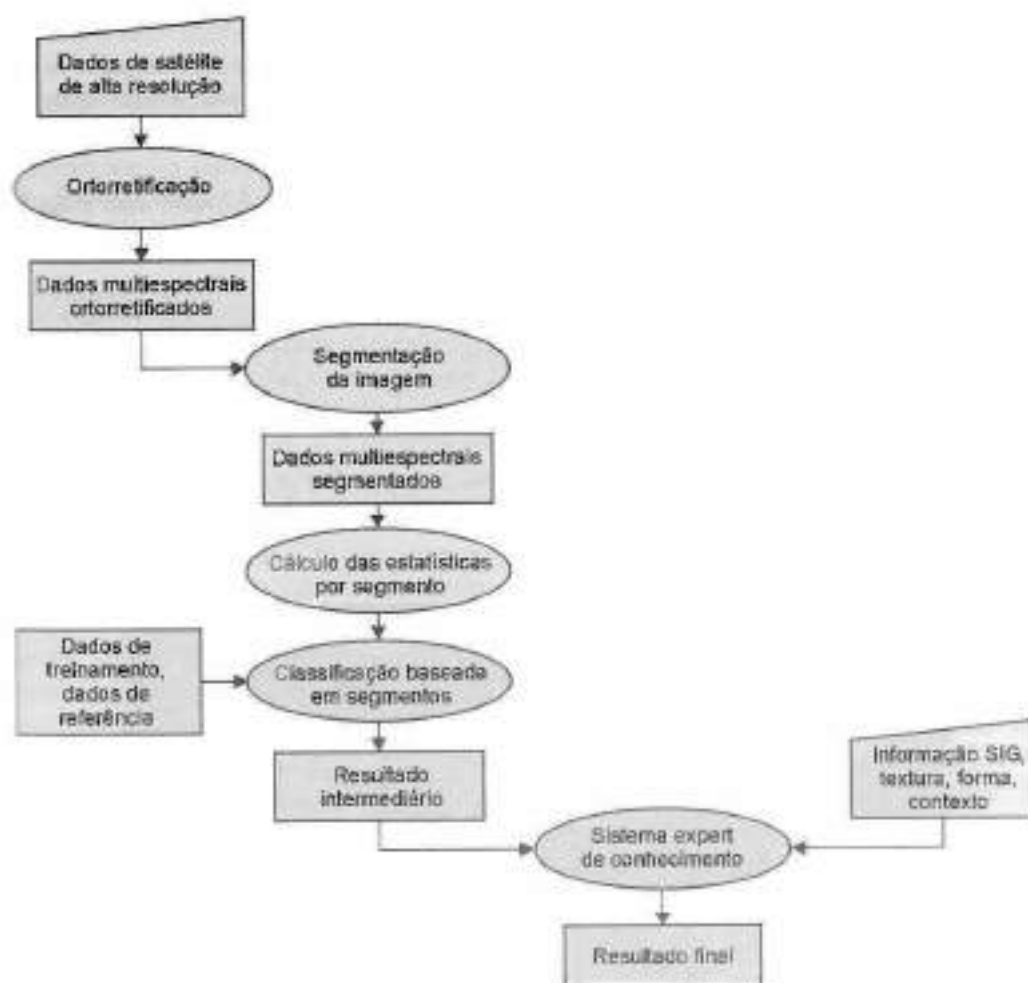 Dados de satélite
de alta resolução
Ortorretificação
Dados multiespectrais
ortorretificados
Segmentação
da imagem
Dados multiespectrais
segmentados
Cálculo das estatísticas
por segmento
Dados de
treinamento,
dados de
referência
Classificação baseada
em segmentos
Resultado
intermediério
Informação SIG,
textura, forma,
contexto
Sistema expert
de conhecimento
Resultado final